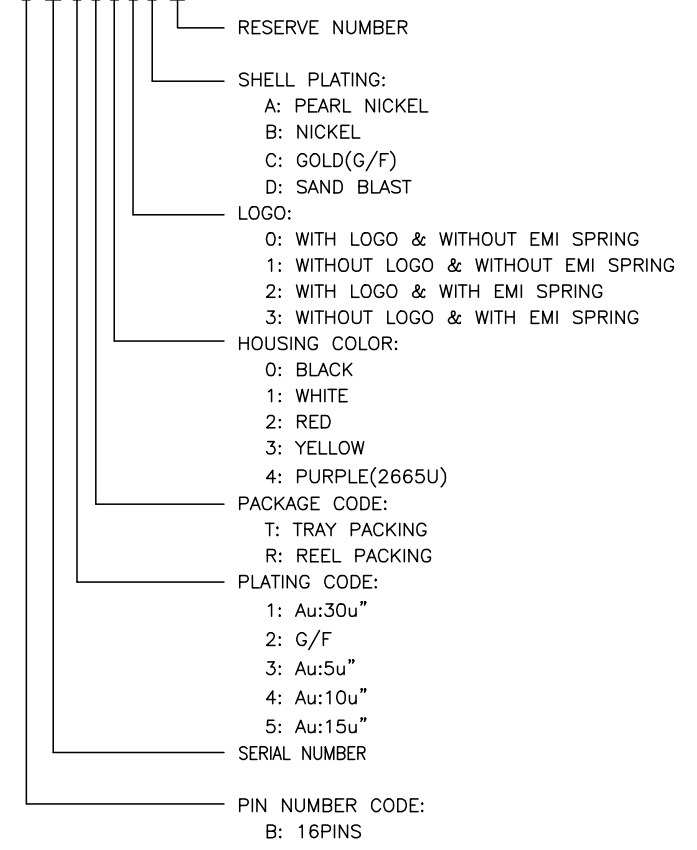 RESERVE NUMBER
SHELL PLATING:
A: PEARL NICKEL
B: NICKEL
C: GOLD(G/F)
D: SAND BLAST
LOGO:
0: WITH LOGO & WITHOUT EMI SPRING
1: WITHOUT LOGO & WITHOUT EMI SPRING
2: WITH LOGO & WITH EMI SPRING
3: WITHOUT LOGO & WITH EMI SPRING
HOUSING COLOR:
0: BLACK
1: WHITE
2: RED
3: YELLOW
4: PURPLE(2665U)
PACKAGE CODE:
T: TRAY PACKING
R: REEL PACKING
PLATING CODE:
1: Au:30u”
2: G/F
3: Au:5u”
4: Au:10u”
5: Au:15u”
SERIAL NUMBER
PIN NUMBER CODE:
B: 16PINS